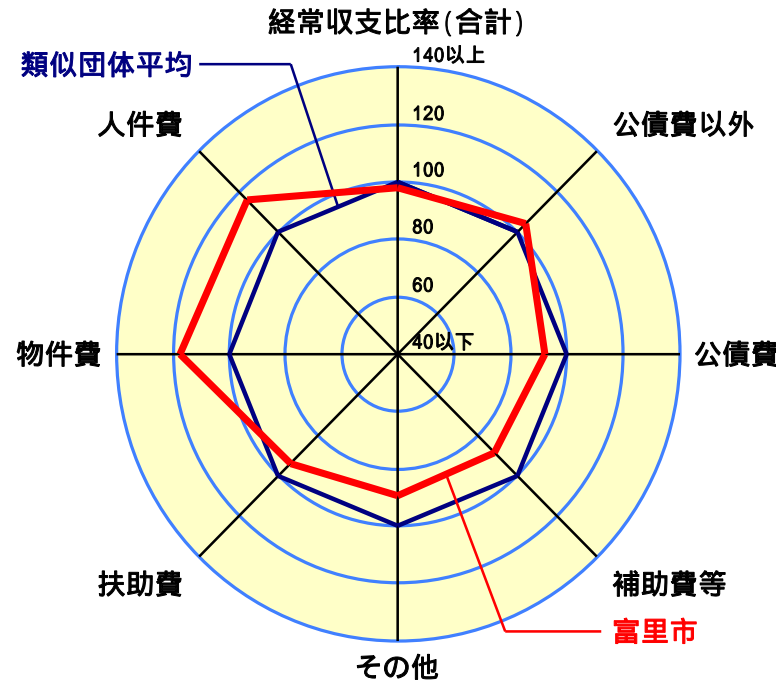 経常収支比率(合計)
140以上
類似団体平均
人件費
120
公債費以外
100
80
60
40以下
物件費
公債費
扶助費
補助費等
富里市
その他